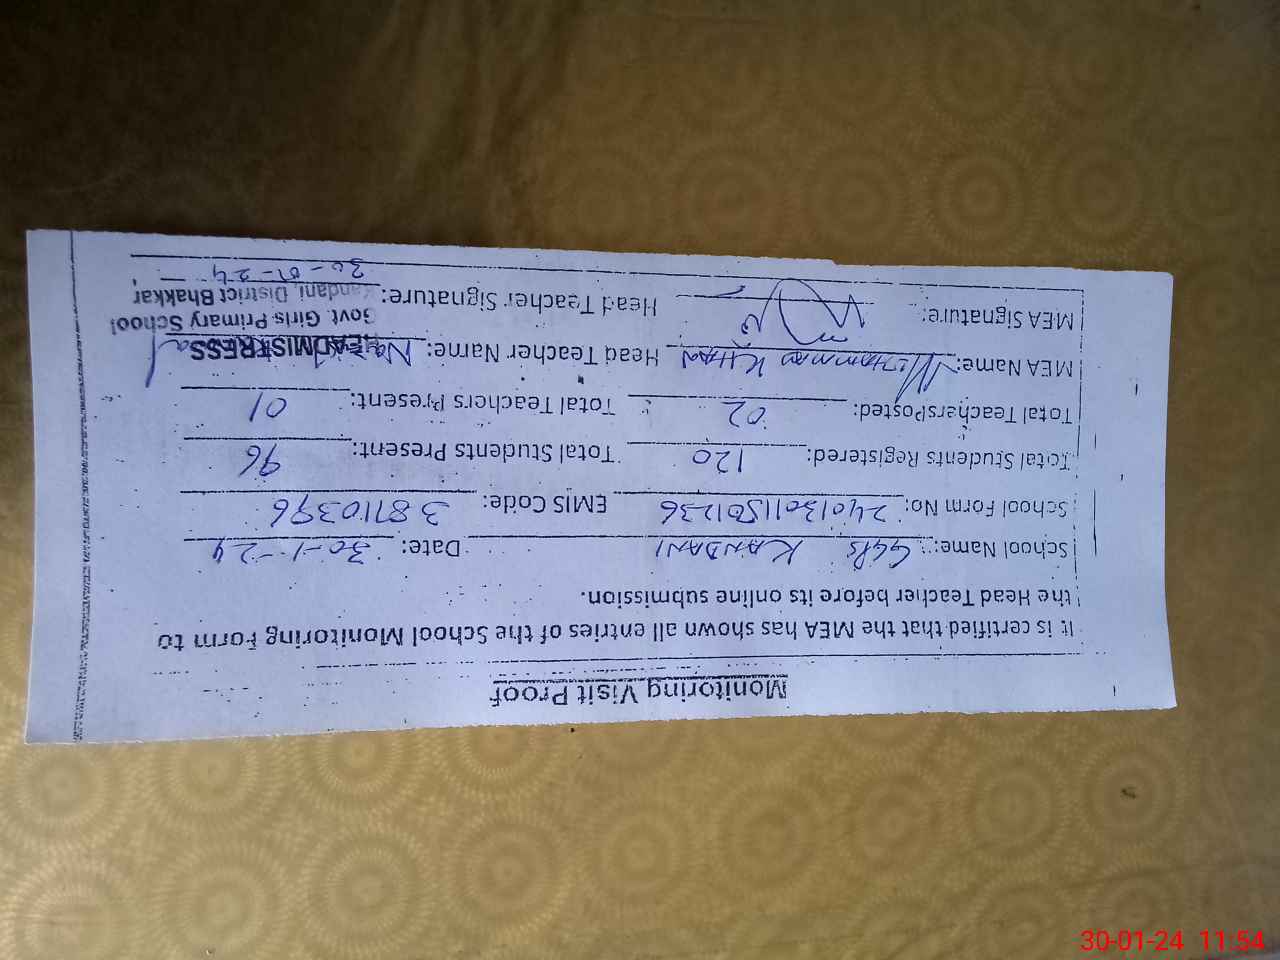 Monitoring Visit Proof
It is certified that the MEA has shown all entries of the School Monitoring Form to
the Head Teacher before its online submission.
School Name: GGPS KANDANI Date: 30-1-24
School Form No: 240130115011236 EMIS Code: 38110396
Total Students Registered: 120 Total Students Present: 96
Total Teachers Posted: 02 Total Teachers Present: 01
MEA Name: MUHAMMAD KHAN Head Teacher Name:
HEADMISTRESS
Govt. Girls Primary School
MEA Signature: Head Teacher Signature: Kandani, District Bhakkar
30-01-24
30-01-24 11:54